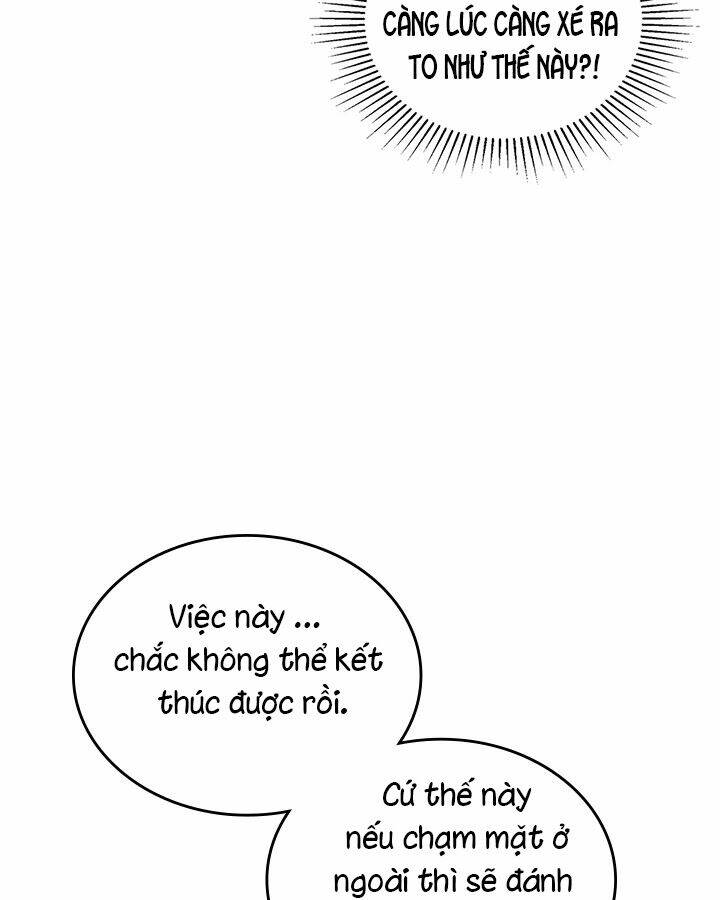 CÀNG LÚC CÀNG XÉ RA
TO NHƯ THẾ NÀY?!
Việc này ...
chắc không thể kết
thúc được rồi.
Cứ thế này
nếu chạm mặt ở
ngoài thì sẽ đánh